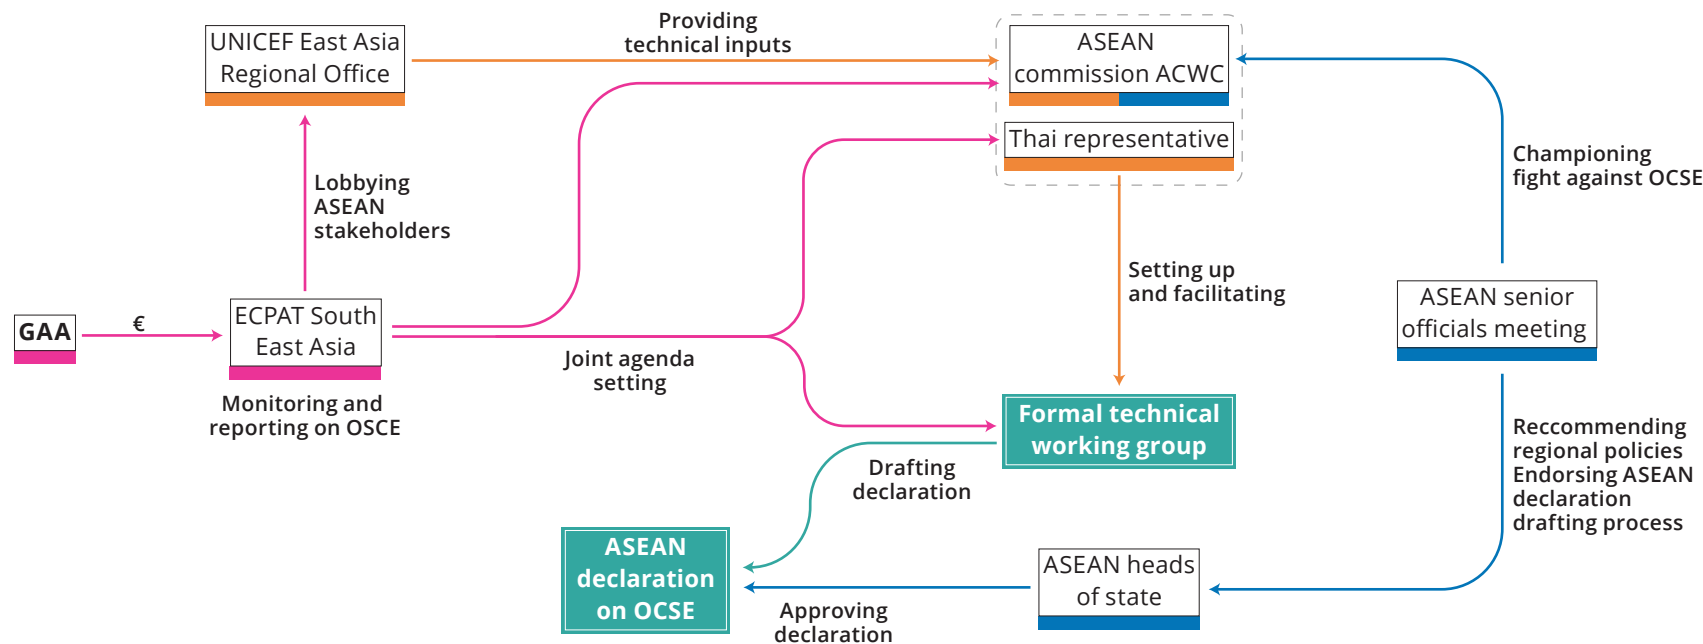 UNICEF East Asia
Regional Office
Providing
technical inputs
ASEAN
commission ACWC
Thai representative
Championing
fight against OCSE
Lobbying
ASEAN
stakeholders
Setting up
and facilitating
ASEAN senior
officials meeting
GAA
€
ECPAT South
East Asia
Joint agenda
setting
Monitoring and
reporting on OSCE
Formal technical
working group
Reccommending
regional policies
Endorsing ASEAN
declaration
drafting process
Drafting
declaration
ASEAN
declaration
on OCSE
Approving
declaration
ASEAN heads
of state